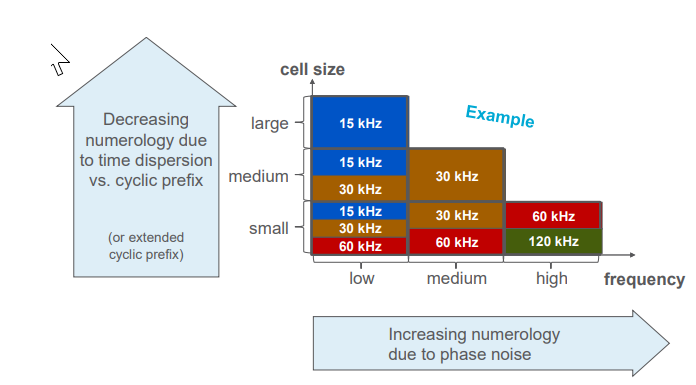 cell size
Example
Decreasing
numerology due
to time dispersion
vs. cyclic prefix
(or extended
cyclic prefix)
large
15 kHz
medium
15 kHz
30 kHz
30 kHz
small
15 kHz
30 kHz
60 kHz
30 kHz
60 kHz
60 kHz
120 kHz
low
medium
high
frequency
Increasing numerology
due to phase noise